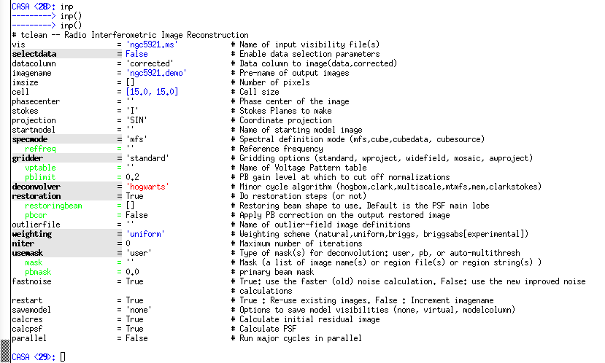 CASA <28>: inp
---------> inp()
---------> inp()
# tclean -- Radio Interferometric Image Reconstruction
vis = 'ngc5921.ms' # Name of input visibility file(s)
selectdata = False # Enable data selection parameters
datacolumn = 'corrected' # Data column to image(data,corrected)
imagename = 'ngc5921.demo' # Pre-name of output images
imsize = [] # Number of pixels
cell = [15.0, 15.0] # Cell size
phasecenter = '' # Phase center of the image
stokes = 'I' # Stokes Planes to make
projection = 'SIN' # Coordinate projection
startmodel = '' # Name of starting model image
specmode = 'mfs' # Spectral definition mode (mfs,cube,cubedata, cubesource)
reffreq = '' # Reference frequency
gridder = 'standard' # Gridding options (standard, wproject, widefield, mosaic, awproject)
vptable = '' # Name of Voltage Pattern table
pblimit = 0.2 # PB gain level at which to cut off normalizations
deconvolver = 'hogwarts' # Minor cycle algorithm (hogbom,clark,multiscale,mtmfs,mem,clarkstokes)
restoration = True # Do restoration steps (or not)
restoringbeam = [] # Restoring beam shape to use. Default is the PSF main lobe
pbcor = False # Apply PB correction on the output restored image
outlierfile = '' # Name of outlier-field image definitions
weighting = 'uniform' # Weighting scheme (natural,uniform,briggs, briggsabs[experimental])
niter = 0 # Maximum number of iterations
usemask = 'user' # Type of mask(s) for deconvolution: user, pb, or auto-multithresh
mask = '' # Mask (a list of image name(s) or region file(s) or region string(s) )
pbmask = 0.0 # primary beam mask
fastnoise = True # True: use the faster (old) noise calculation. False: use the new improved noise
# calculations
restart = True # True : Re-use existing images. False : Increment imagename
savemodel = 'none' # Options to save model visibilities (none, virtual, modelcolumn)
calcres = True # Calculate initial residual image
calcpsf = True # Calculate PSF
parallel = False # Run major cycles in parallel
CASA <29>: